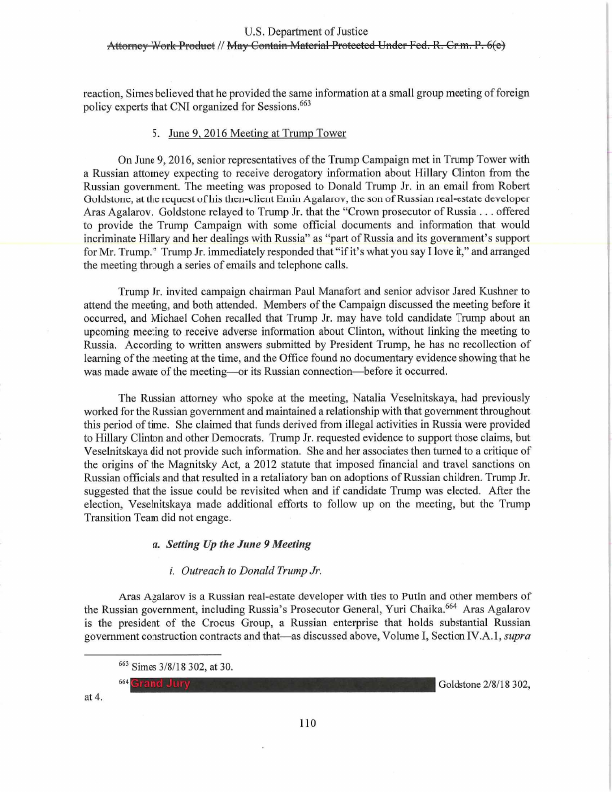 U.S. Department of Justice
Attorney Work Product // May Contain Material Protected Under Fed. R. Crim. P. 6(e)
reaction, Simes believed that he provided the same information at a small group meeting of foreign
policy experts that CNI organized for Sessions.663
5. June 9, 2016 Meeting at Trump Tower
On June 9, 2016, senior representatives of the Trump Campaign met in Trump Tower with
a Russian attorney expecting to receive derogatory information about Hillary Clinton from the
Russian government. The meeting was proposed to Donald Trump Jr. in an email from Robert
Goldstone, at the request of his then-client Emin Agalarov, the son of Russian real-estate developer
Aras Agalarov. Goldstone relayed to Trump Jr. that the “Crown prosecutor of Russia . . . offered
to provide the Trump Campaign with some official documents and information that would
incriminate Hillary and her dealings with Russia” as “part of Russia and its government’s support
for Mr. Trump.” Trump Jr. immediately responded that “if it’s what you say I love it,” and arranged
the meeting through a series of emails and telephone calls.
Trump Jr. invited campaign chairman Paul Manafort and senior advisor Jared Kushner to
attend the meeting, and both attended. Members of the Campaign discussed the meeting before it
occurred, and Michael Cohen recalled that Trump Jr. may have told candidate Trump about an
upcoming meeting to receive adverse information about Clinton, without linking the meeting to
Russia. According to written answers submitted by President Trump, he has no recollection of
learning of the meeting at the time, and the Office found no documentary evidence showing that he
was made aware of the meeting—or its Russian connection—before it occurred.
The Russian attorney who spoke at the meeting, Natalia Veselnitskaya, had previously
worked for the Russian government and maintained a relationship with that government throughout
this period of time. She claimed that funds derived from illegal activities in Russia were provided
to Hillary Clinton and other Democrats. Trump Jr. requested evidence to support those claims, but
Veselnitskaya did not provide such information. She and her associates then turned to a critique of
the origins of the Magnitsky Act, a 2012 statute that imposed financial and travel sanctions on
Russian officials and that resulted in a retaliatory ban on adoptions of Russian children. Trump Jr.
suggested that the issue could be revisited when and if candidate Trump was elected. After the
election, Veselnitskaya made additional efforts to follow up on the meeting, but the Trump
Transition Team did not engage.
a. Setting Up the June 9 Meeting
i. Outreach to Donald Trump Jr.
Aras Agalarov is a Russian real-estate developer with ties to Putin and other members of
the Russian government, including Russia’s Prosecutor General, Yuri Chaika.664 Aras Agalarov
is the president of the Crocus Group, a Russian enterprise that holds substantial Russian
government construction contracts and that—as discussed above, Volume I, Section IV.A.1, supra
663 Simes 3/8/18 302, at 30.
664 Grand Jury Goldstone 2/8/18 302,
at 4.
110